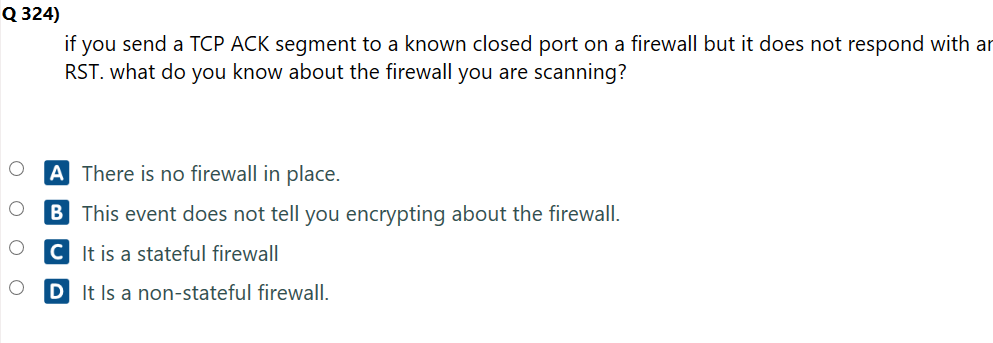 Q 324)
if you send a TCP ACK segment to a known closed port on a firewall but it does not respond with an
RST. what do you know about the firewall you are scanning?
A There is no firewall in place.
B This event does not tell you encrypting about the firewall.
C It is a stateful firewall
D It Is a non-stateful firewall.